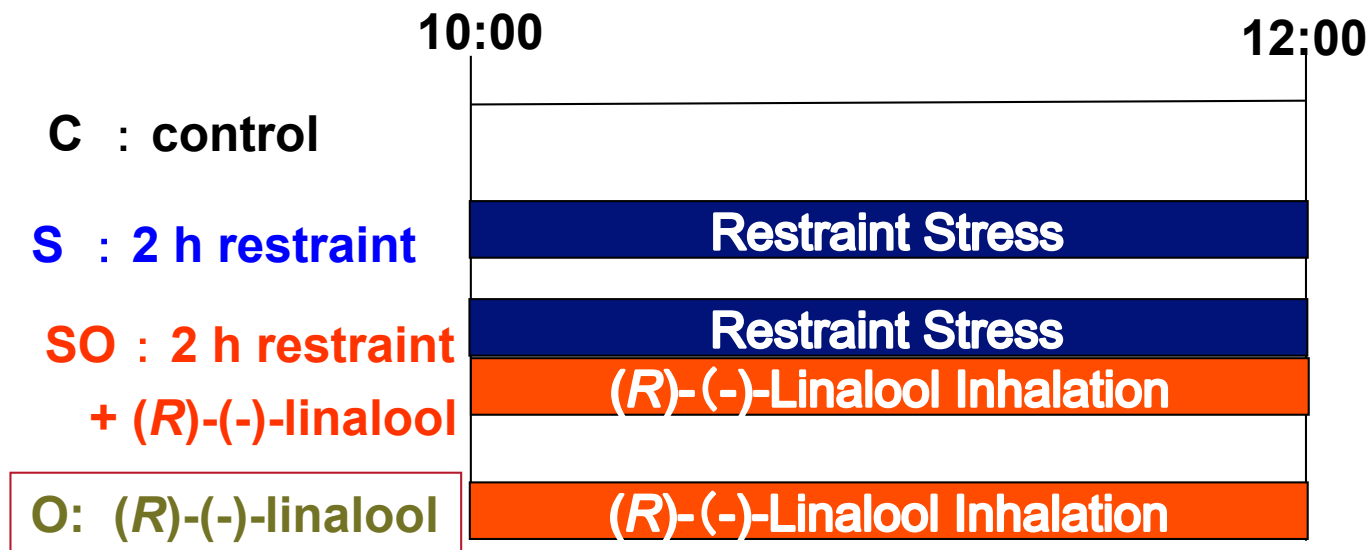 10:00 12:00
C : control
S : 2 h restraint
Restraint Stress
SO : 2 h restraint
+ (R)-(-)-linalool
Restraint Stress
(R)-(-)-Linalool Inhalation
O: (R)-(-)-linalool
(R)-(-)-Linalool Inhalation